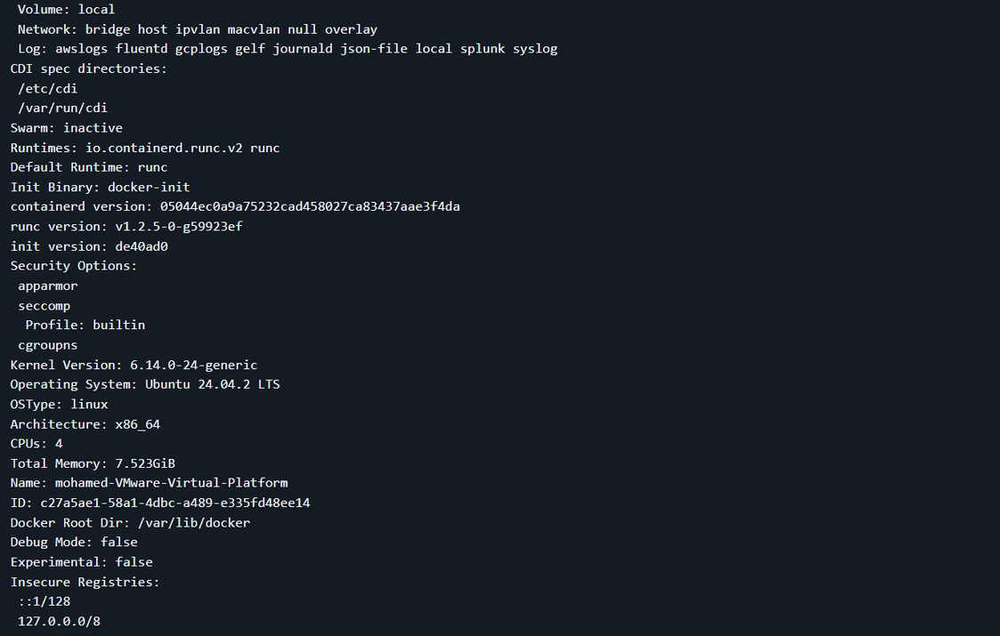 Volume: local
Network: bridge host ipvlan macvlan null overlay
Log: awslogs fluentd gcplogs gelf journald json-file local splunk syslog
CDI spec directories:
/etc/cdi
/var/run/cdi
Swarm: inactive
Runtimes: io.containerd.runc.v2 runc
Default Runtime: runc
Init Binary: docker-init
containerd version: 05044ec0a9a75232cad458027ca83437aae3f4da
runc version: v1.2.5-0-g59923ef
init version: de40ad0
Security Options:
apparmor
seccomp
Profile: builtin
cgroupns
Kernel Version: 6.14.0-24-generic
Operating System: Ubuntu 24.04.2 LTS
OSType: linux
Architecture: x86_64
CPUs: 4
Total Memory: 7.523GiB
Name: mohamed-VMware-Virtual-Platform
ID: c27a5ae1-58a1-4dbc-a489-e335fd48ee14
Docker Root Dir: /var/lib/docker
Debug Mode: false
Experimental: false
Insecure Registries:
::1/128
127.0.0.0/8